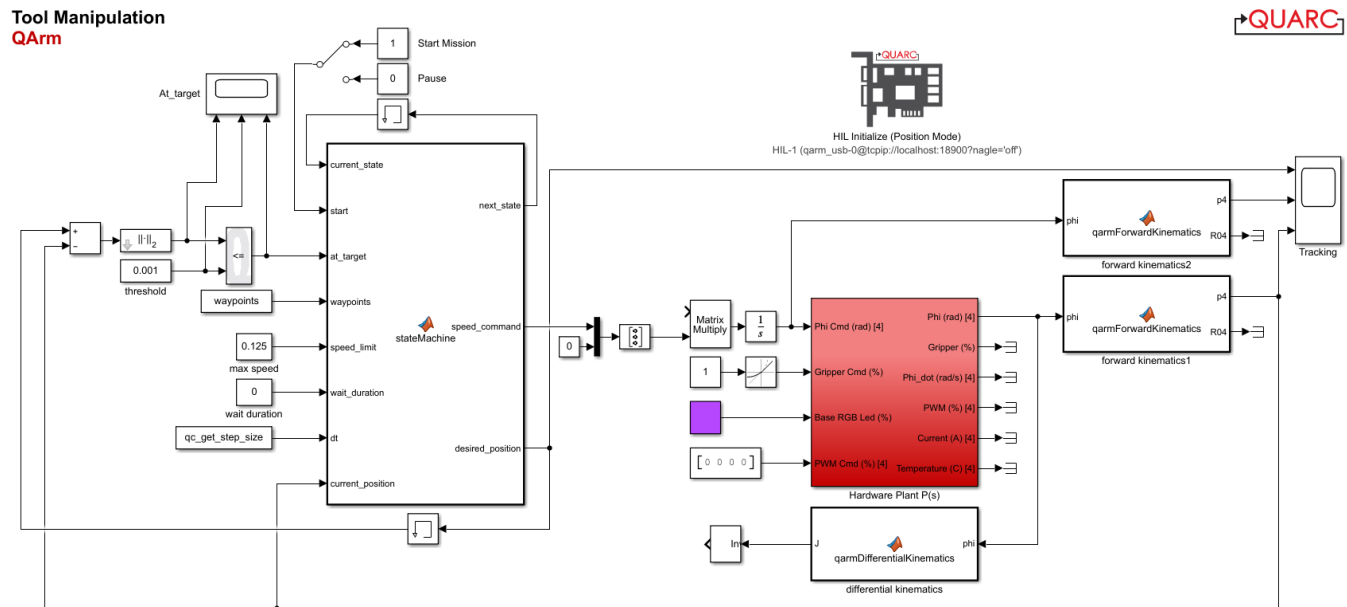 Tool Manipulation
QArm
QUARC
1
Start Mission
0
Pause
At_target
QUARC
HIL Initialize (Position Mode)
HIL-1 (qarm_usb-0@tcpip://localhost:18900?nagle='off')
current_state
start
at_target
waypoints
speed_limit
wait_duration
dt
current_position
next_state
speed_command
desired_position
stateMachine
+
−
||·||2
0.001
threshold
<=
waypoints
0.125
max speed
0
wait duration
qc_get_step_size
0
Matrix
Multiply
1
s
1
[ 0 0 0 0 ]
Phi Cmd (rad) [4]
Gripper Cmd (%)
Base RGB Led (%)
PWM Cmd (%) [4]
Phi (rad) [4]
Gripper (%)
Phi_dot (rad/s) [4]
PWM (%) [4]
Current (A) [4]
Temperature (C) [4]
Hardware Plant P(s)
phi
qarmForwardKinematics
p4
R04
forward kinematics2
phi
qarmForwardKinematics
p4
R04
forward kinematics1
Tracking
In
J
qarmDifferentialKinematics
phi
differential kinematics